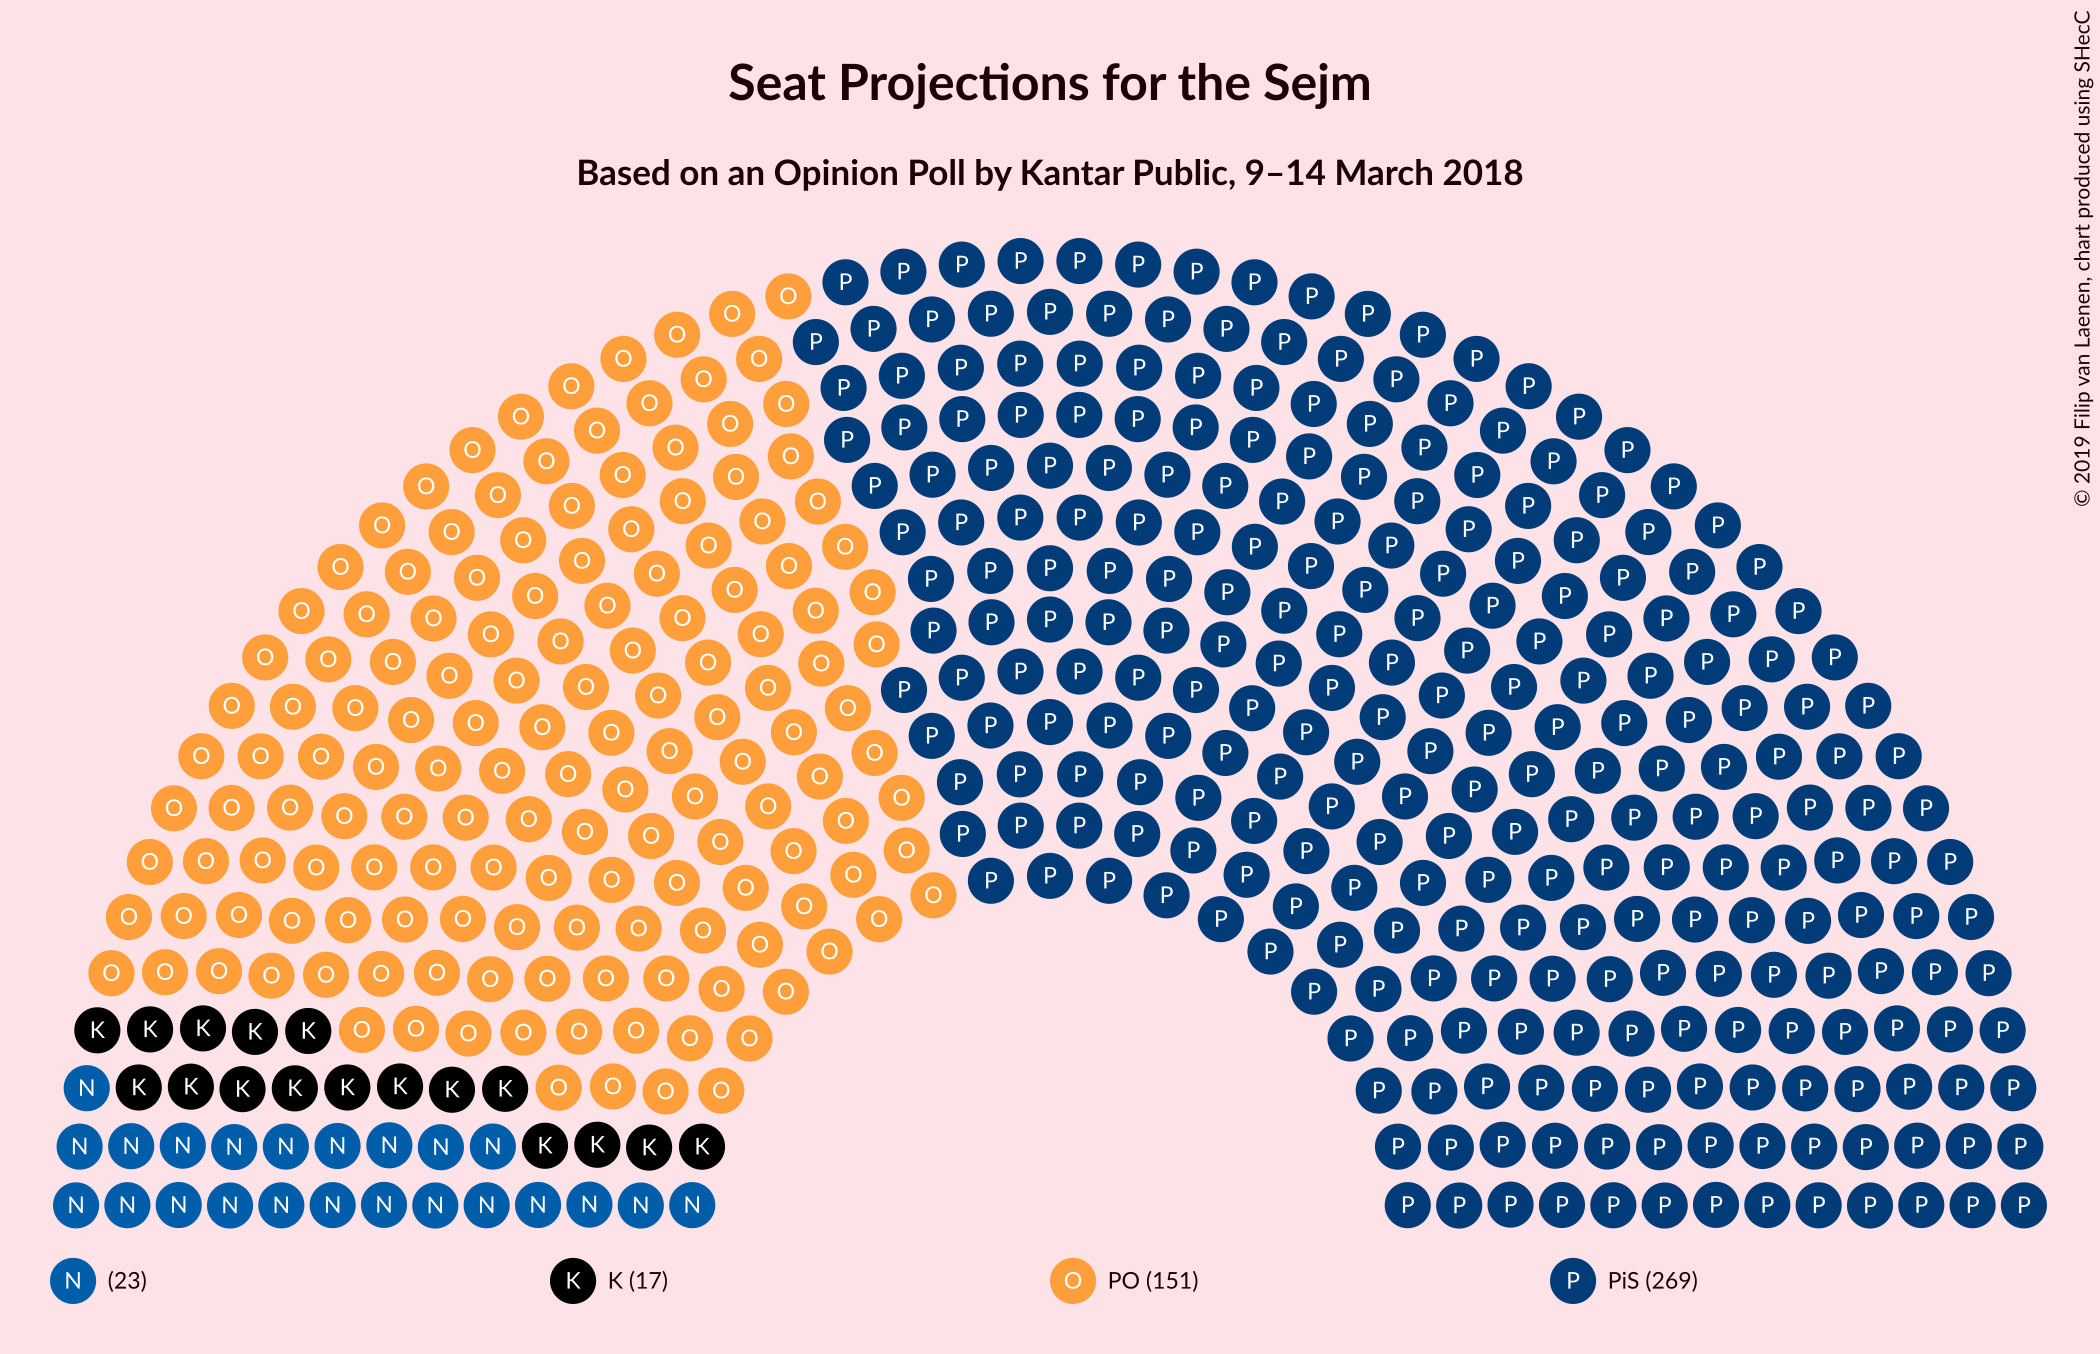 Seat Projections for the Sejm
Based on an Opinion Poll by Kantar Public, 9–14 March 2018
© 2019 Filip van Laenen, chart produced using SHecC
N (23)
K K (17)
O PO (151)
P PiS (269)